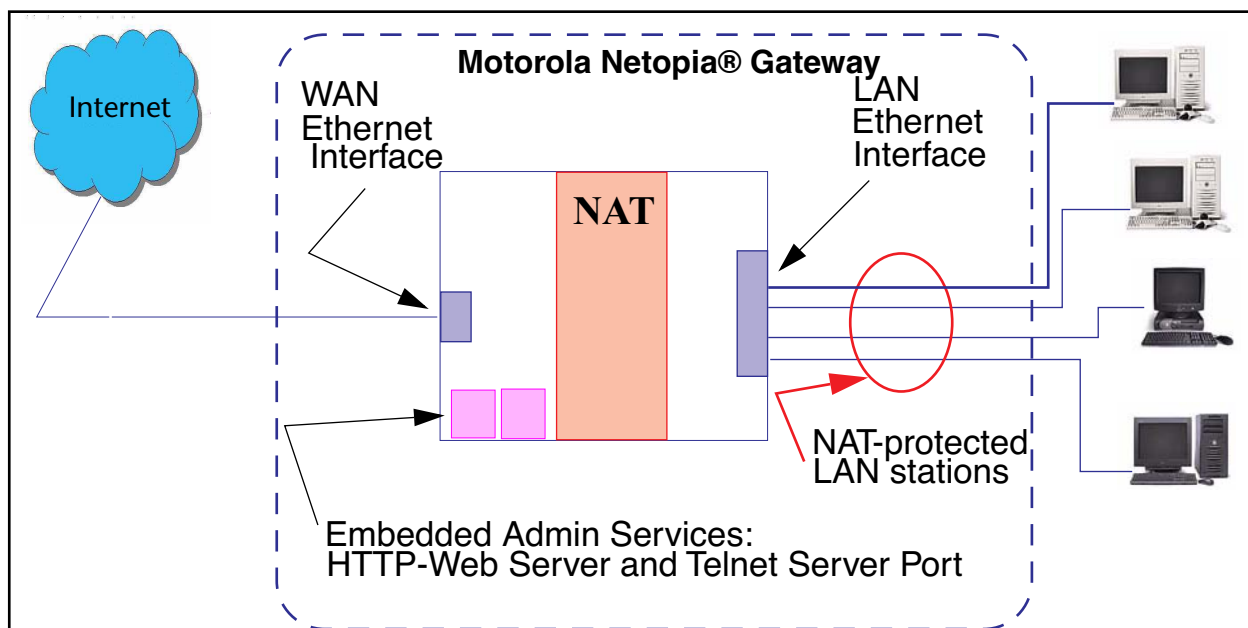 Motorola Netopia® Gateway
Internet
WAN
Ethernet
Interface
LAN
Ethernet
Interface
NAT
NAT-protected
LAN stations
Embedded Admin Services:
HTTP-Web Server and Telnet Server Port